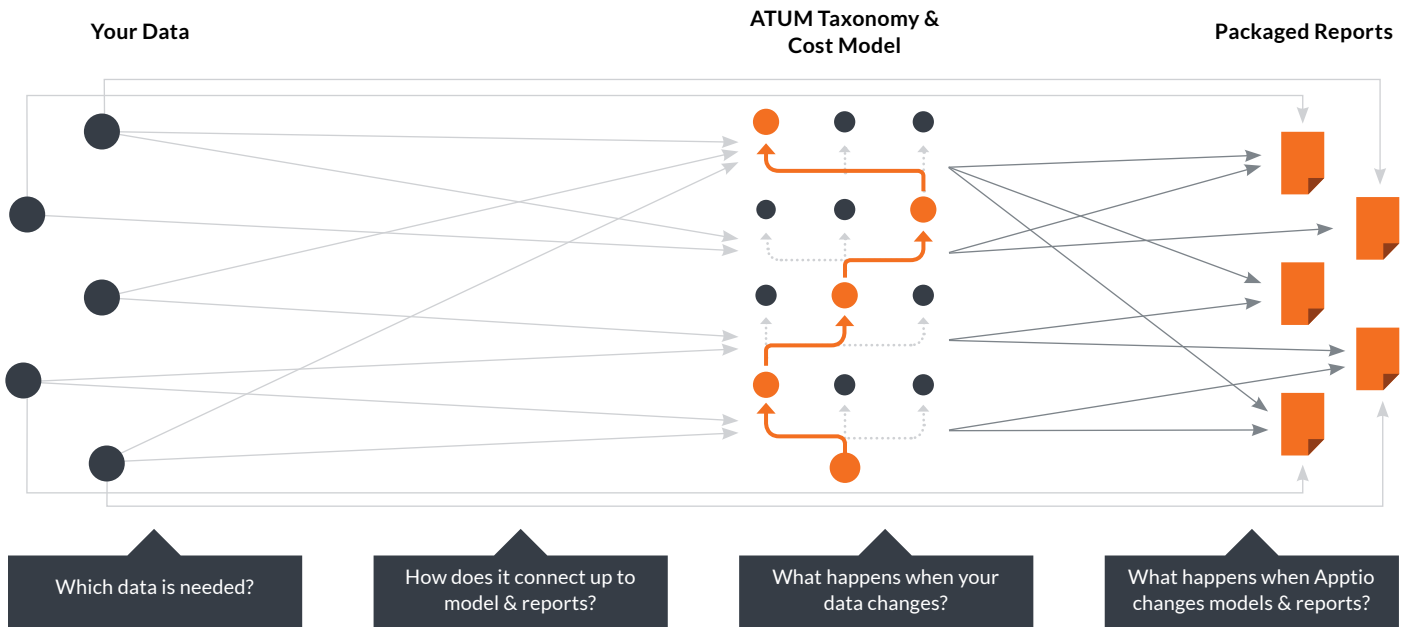 Your Data
ATUM Taxonomy &
Cost Model
Packaged Reports
Which data is needed?
How does it connect up to
model & reports?
What happens when your
data changes?
What happens when Apptio
changes models & reports?